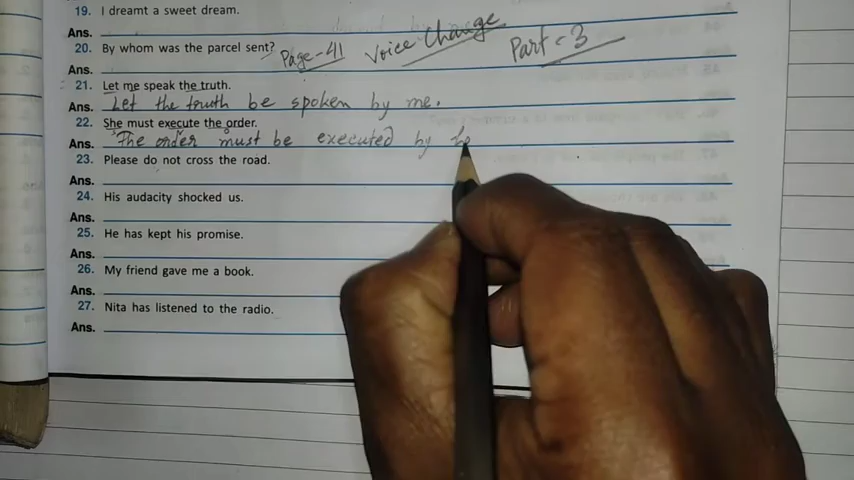 19. I dreamt a sweet dream.
Ans.
20. By whom was the parcel sent? Page-41 Voice Change Part-3
Ans.
21. Let me speak the truth.
Ans. Let the truth be spoken by me.
22. She must execute the order.
Ans. The order must be executed by he
23. Please do not cross the road.
Ans.
24. His audacity shocked us.
Ans.
25. He has kept his promise.
Ans.
26. My friend gave me a book.
Ans.
27. Nita has listened to the radio.
Ans.